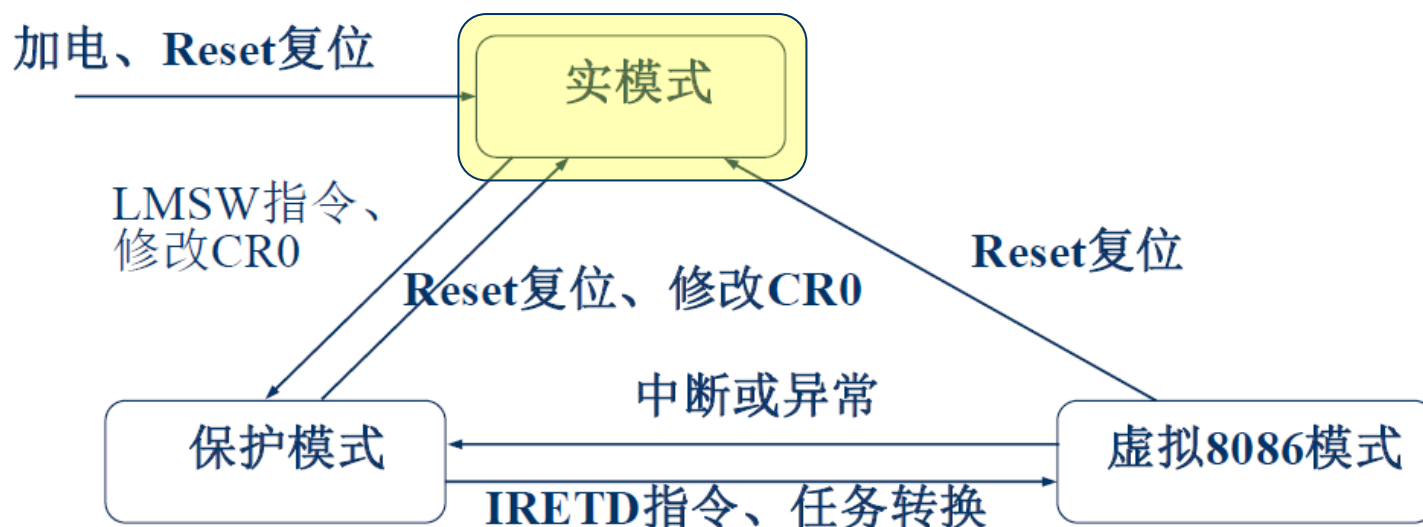 加电、Reset复位
实模式
LMSW指令、
修改CR0
Reset复位、修改CR0
Reset复位
中断或异常
保护模式
虚拟8086模式
IRETD指令、任务转换